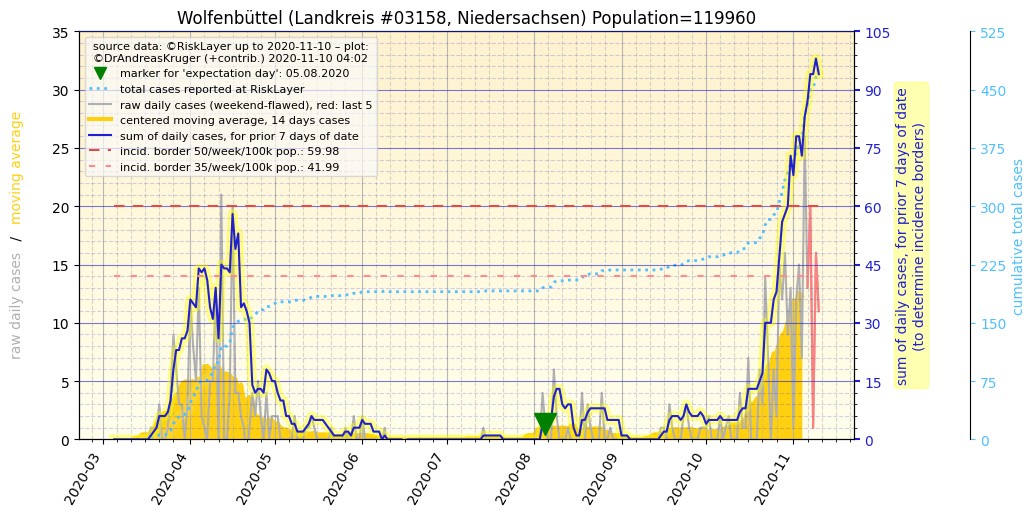 Wolfenbüttel (Landkreis #03158, Niedersachsen) Population=119960
source data: ©RiskLayer up to 2020-11-10 – plot:
©DrAndreasKruger (+contrib.) 2020-11-10 04:02
marker for 'expectation day': 05.08.2020
total cases reported at RiskLayer
raw daily cases (weekend-flawed), red: last 5
centered moving average, 14 days cases
sum of daily cases, for prior 7 days of date
incid. border 50/week/100k pop.: 59.98
incid. border 35/week/100k pop.: 41.99
raw daily cases / moving average
35
30
25
20
15
10
5
0
2020-03
2020-04
2020-05
2020-06
2020-07
2020-08
2020-09
2020-10
2020-11
105
90
75
60
45
30
15
0
sum of daily cases, for prior 7 days of date
(to determine incidence borders)
525
450
375
300
225
150
75
0
cumulative total cases